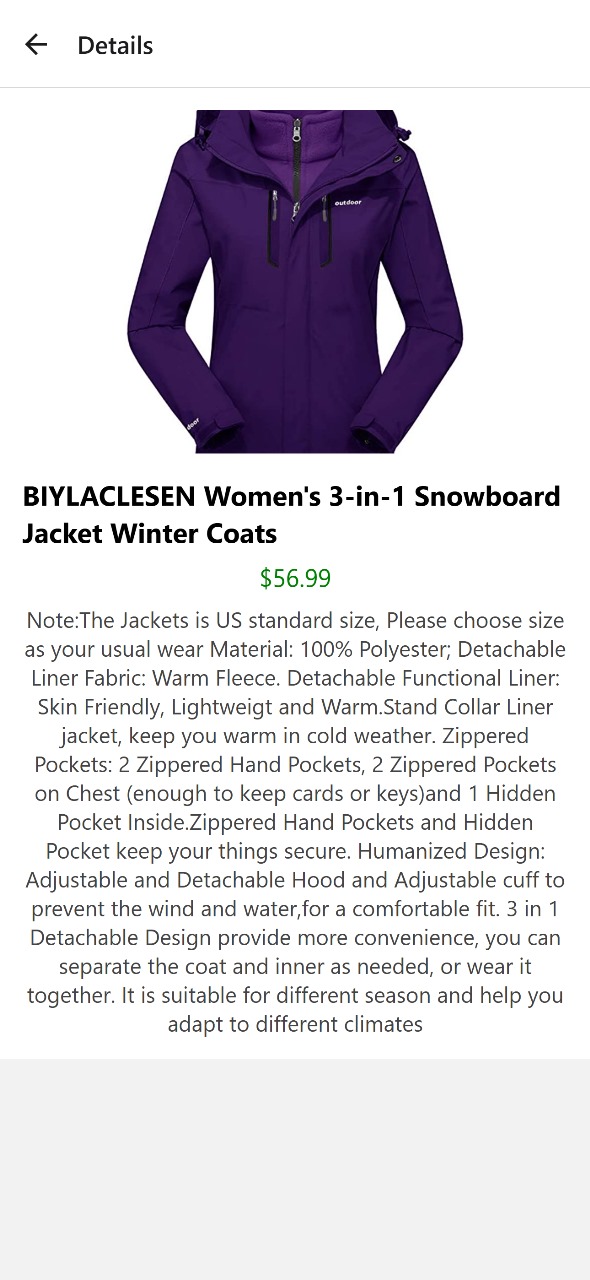 Details
outdoor
door
BIYLACLESEN Women's 3-in-1 Snowboard
Jacket Winter Coats
$56.99
Note:The Jackets is US standard size, Please choose size
as your usual wear Material: 100% Polyester; Detachable
Liner Fabric: Warm Fleece. Detachable Functional Liner:
Skin Friendly, Lightweigt and Warm.Stand Collar Liner
jacket, keep you warm in cold weather. Zippered
Pockets: 2 Zippered Hand Pockets, 2 Zippered Pockets
on Chest (enough to keep cards or keys)and 1 Hidden
Pocket Inside.Zippered Hand Pockets and Hidden
Pocket keep your things secure. Humanized Design:
Adjustable and Detachable Hood and Adjustable cuff to
prevent the wind and water,for a comfortable fit. 3 in 1
Detachable Design provide more convenience, you can
separate the coat and inner as needed, or wear it
together. It is suitable for different season and help you
adapt to different climates